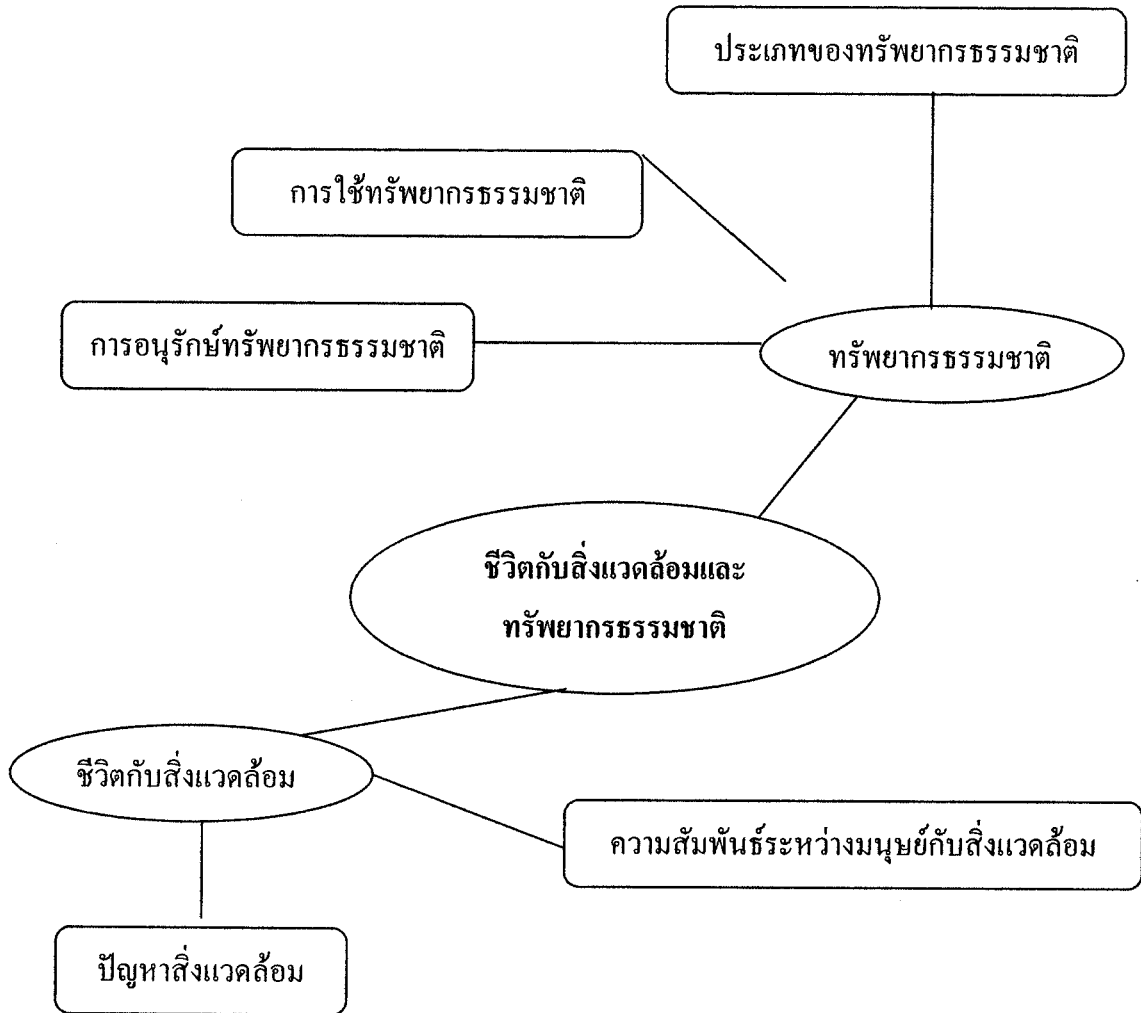 ประเภทของทรัพยากรธรรมชาติ
การใช้ทรัพยากรธรรมชาติ
การอนุรักษ์ทรัพยากรธรรมชาติ
ทรัพยากรธรรมชาติ
ชีวิตกับสิ่งแวดล้อมและ
ทรัพยากรธรรมชาติ
ชีวิตกับสิ่งแวดล้อม
ความสัมพันธ์ระหว่างมนุษย์กับสิ่งแวดล้อม
ปัญหาสิ่งแวดล้อม